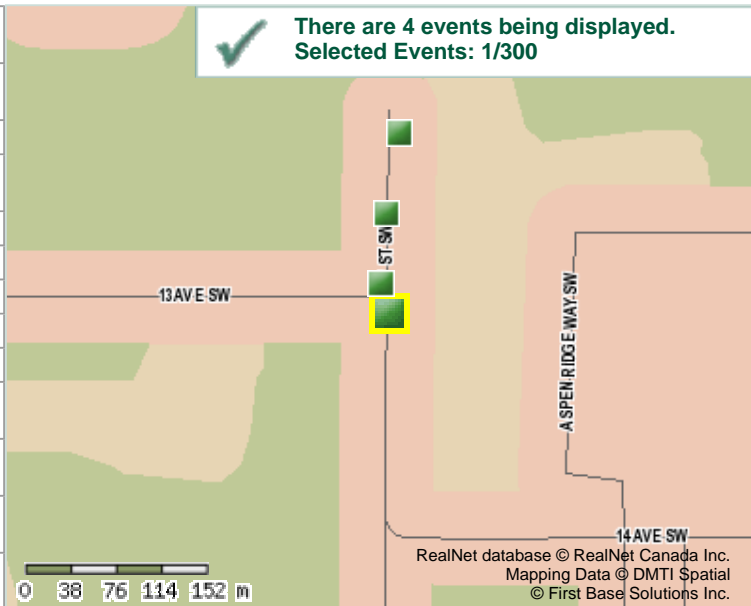 There are 4 events being displayed.
Selected Events: 1/300
ST SW
13 AVE SW
ASPEN RIDGE WAY SW
14 AVE SW
RealNet database © RealNet Canada Inc.
Mapping Data © DMTI Spatial
© First Base Solutions Inc.
0 38 76 114 152 m